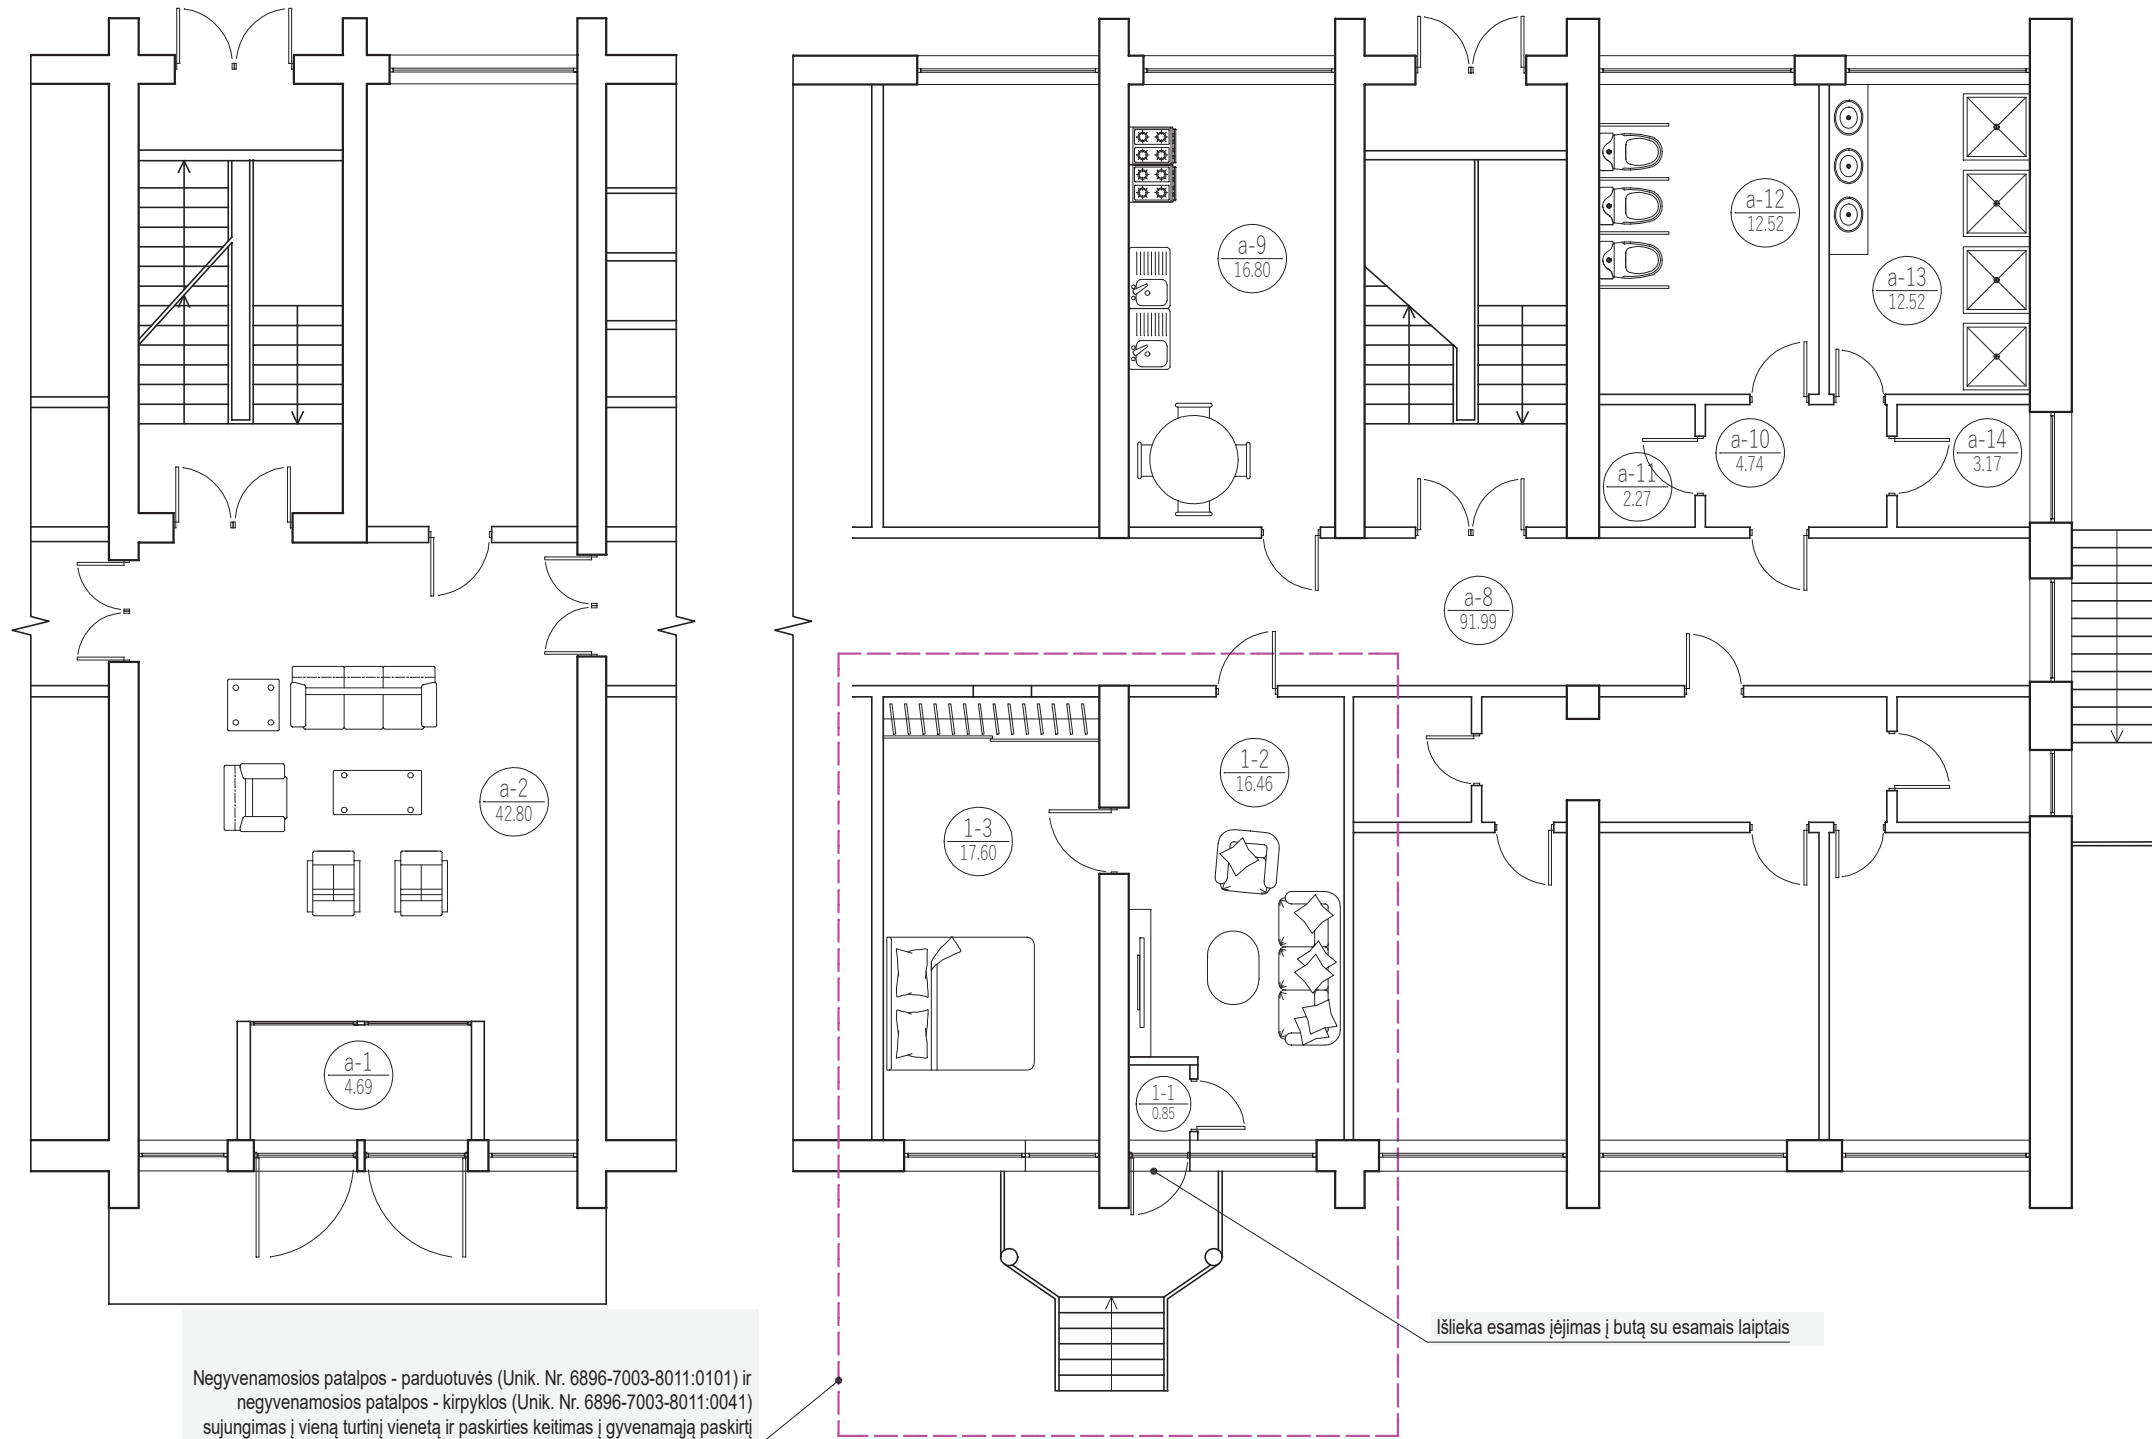 a-12
12.52
a-9
16.80
a-13
12.52
a-10
4.74
a-14
3.17
a-11
2.27
a-8
91.99
1-2
16.46
a-2
42.80
1-3
17.60
a-1
4.69
1-1
0.85
Išlieka esamas įėjimas į butą su esamais laiptais
Negyvenamosios patalpos - parduotuvės (Unik. Nr. 6896-7003-8011:0101) ir
negyvenamosios patalpos - kirpyklos (Unik. Nr. 6896-7003-8011:0041)
sujungimas į vieną turtinį vienetą ir paskirties keitimas į gyvenamąją paskirtį